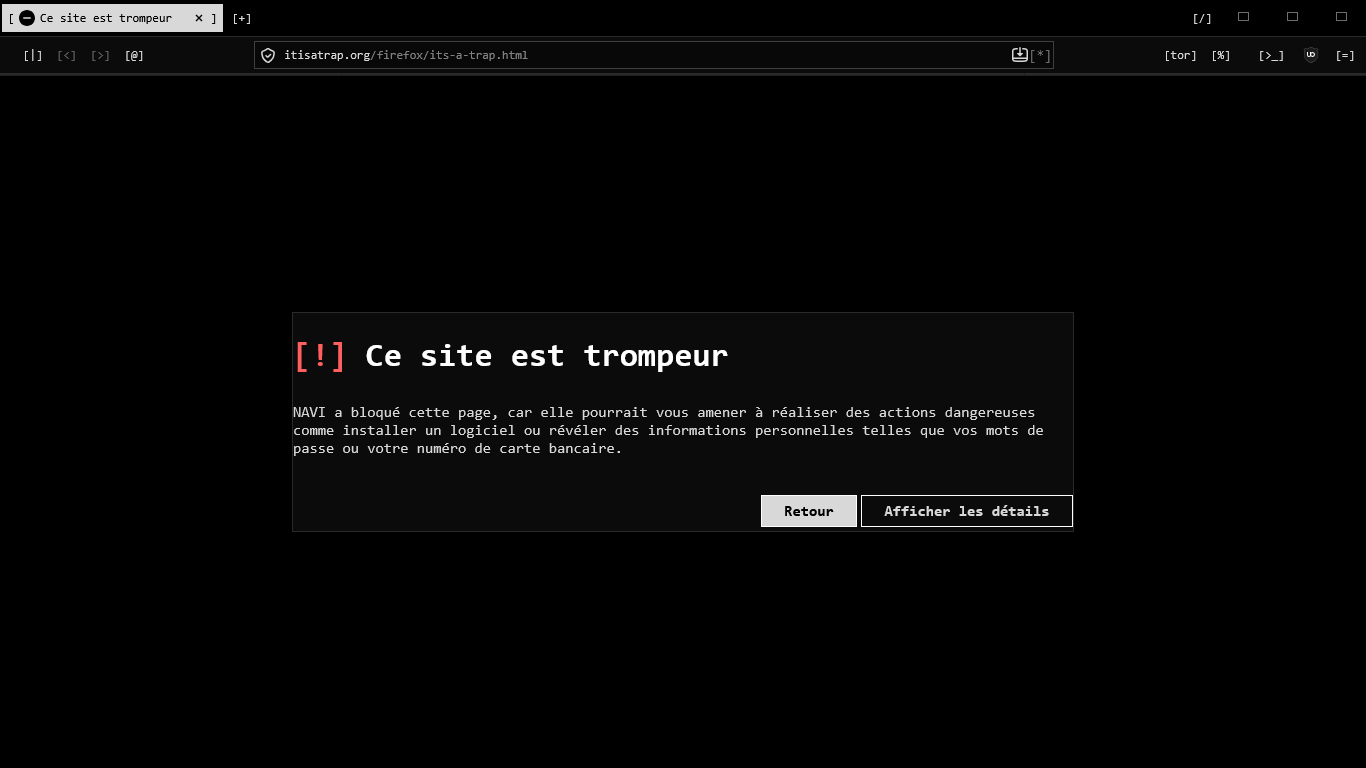 [ Ce site est trompeur × ] [+] [/]
[|] [<] [>] [@] itisatrap.org/firefox/its-a-trap.html [*] [tor] [%] [>_] UO [=]
[!] Ce site est trompeur
NAVI a bloqué cette page, car elle pourrait vous amener à réaliser des actions dangereuses
comme installer un logiciel ou révéler des informations personnelles telles que vos mots de
passe ou votre numéro de carte bancaire.
Retour Afficher les détails